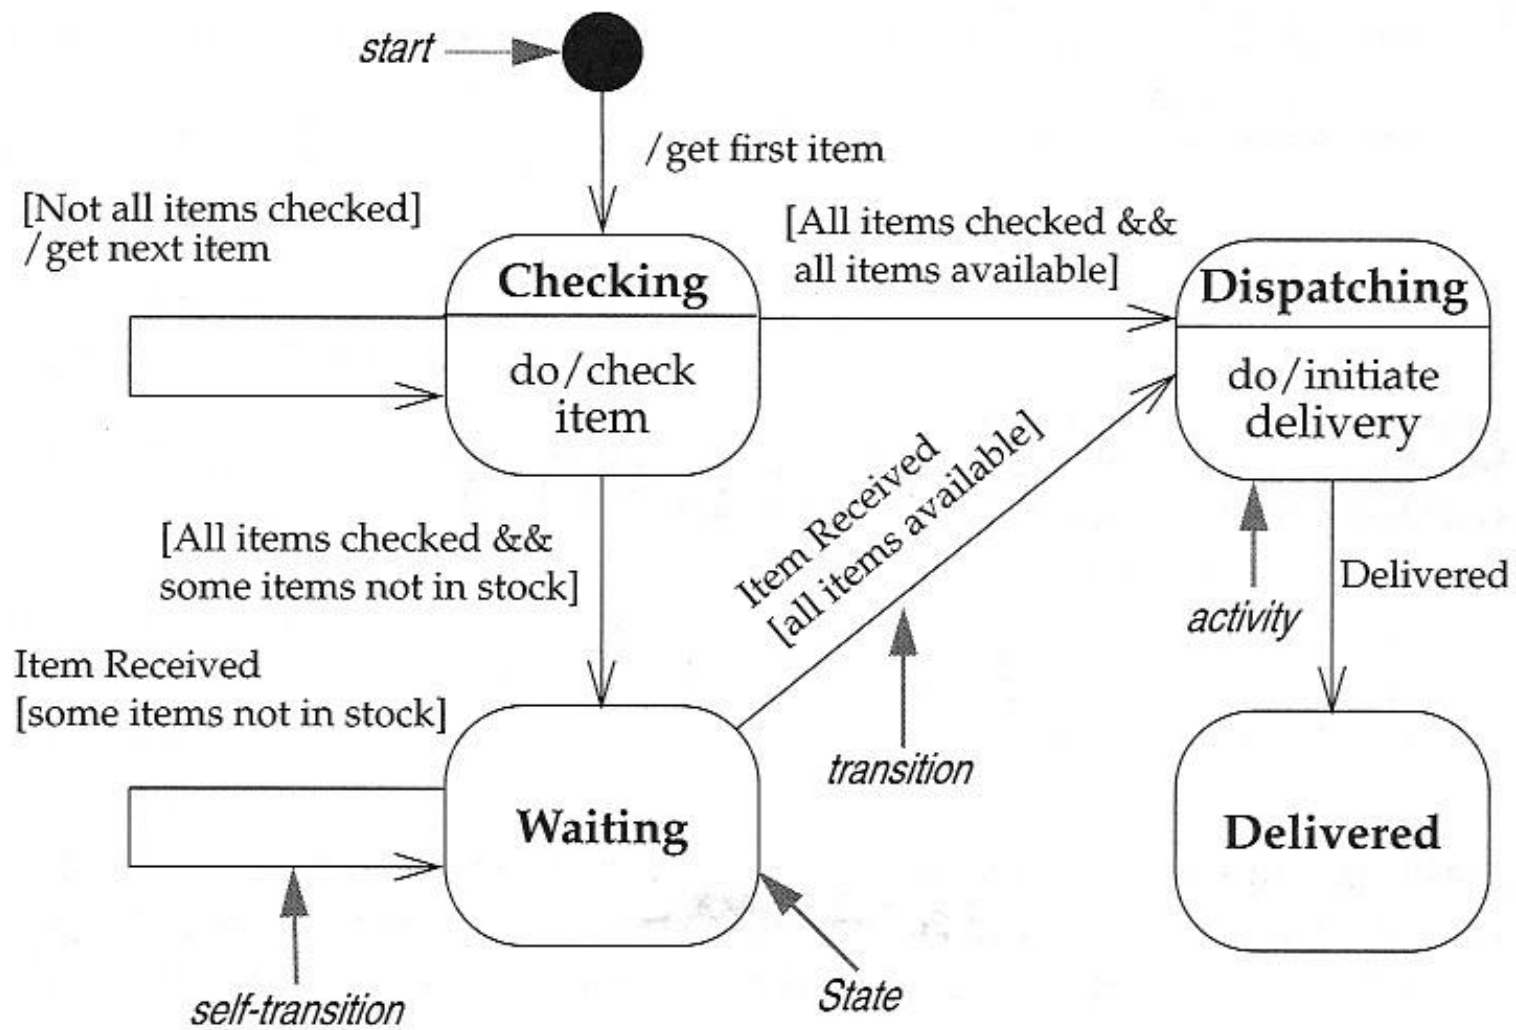 start
/get first item
[Not all items checked]
/get next item
[All items checked &&
all items available]
Checking
do/check
item
Dispatching
do/initiate
delivery
[All items checked &&
some items not in stock]
Item Received
[all items available]
Delivered
activity
Item Received
[some items not in stock]
transition
Waiting
Delivered
self-transition
State